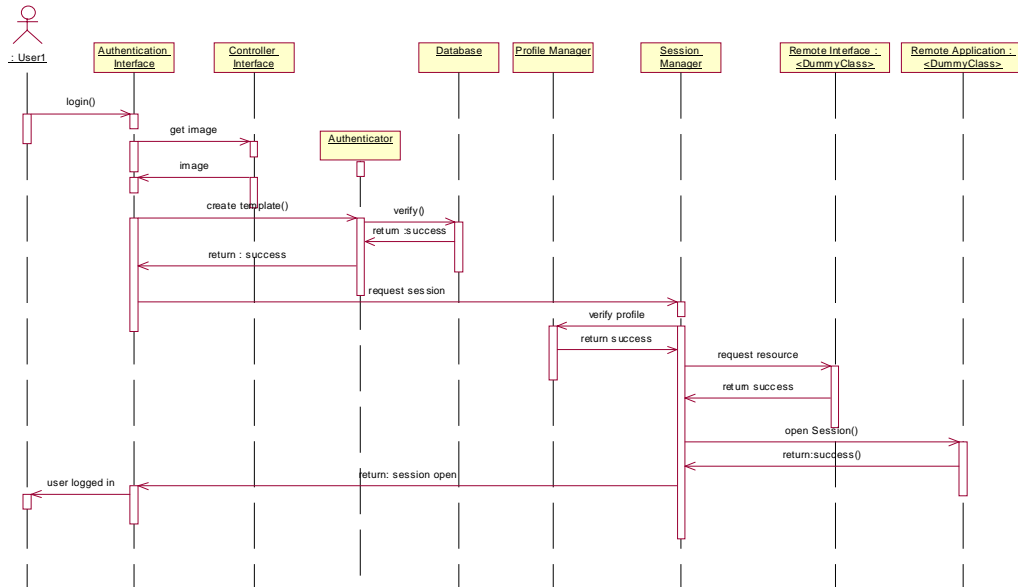 : User1
Authentication
Interface
Controller
Interface
Database
Profile Manager
Session
Manager
Remote Interface :
<DummyClass>
Remote Application :
<DummyClass>
login()
get image
Authenticator
image
create template()
verify()
return :success
return : success
request session
verify profile
return success
request resource
return success
open Session()
return:success()
return: session open
user logged in